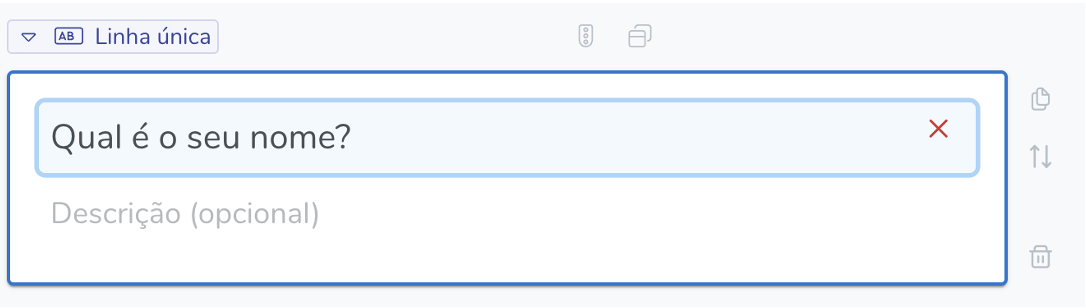 AB Linha única
Qual é o seu nome?
Descrição (opcional)